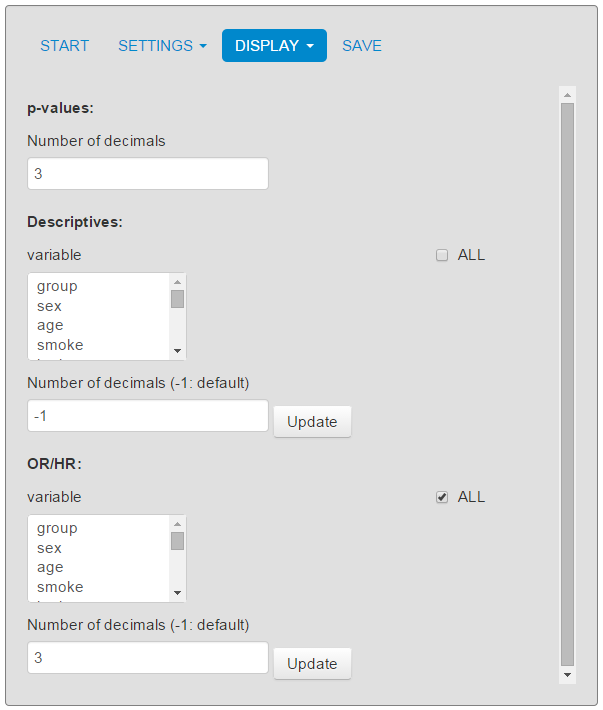 START SETTINGS DISPLAY SAVE
p-values:
Number of decimals
3
Descriptives:
variable ALL
group
sex
age
smoke
Number of decimals (-1: default)
-1 Update
OR/HR:
variable ALL
group
sex
age
smoke
Number of decimals (-1: default)
3 Update